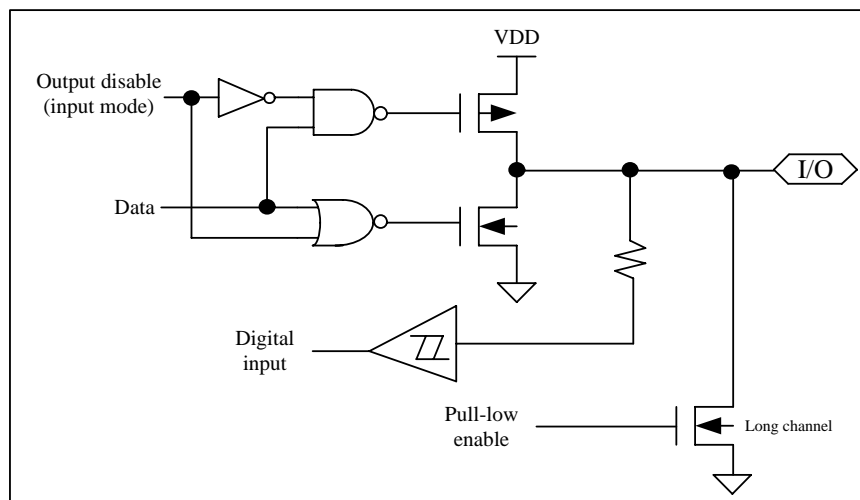 VDD
Output disable
(input mode)
I/O
Data
Digital
input
Pull-low
enable
Long channel